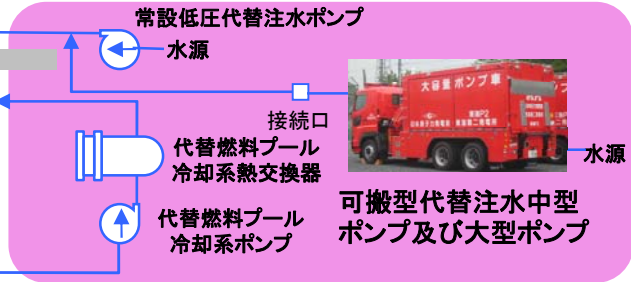 常設低圧代替注水ポンプ
水源
大容量ポンプ車
接続口
代替燃料プール
冷却系熱交換器
水源
可搬型代替注水中型
ポンプ及び大型ポンプ
代替燃料プール
冷却系ポンプ